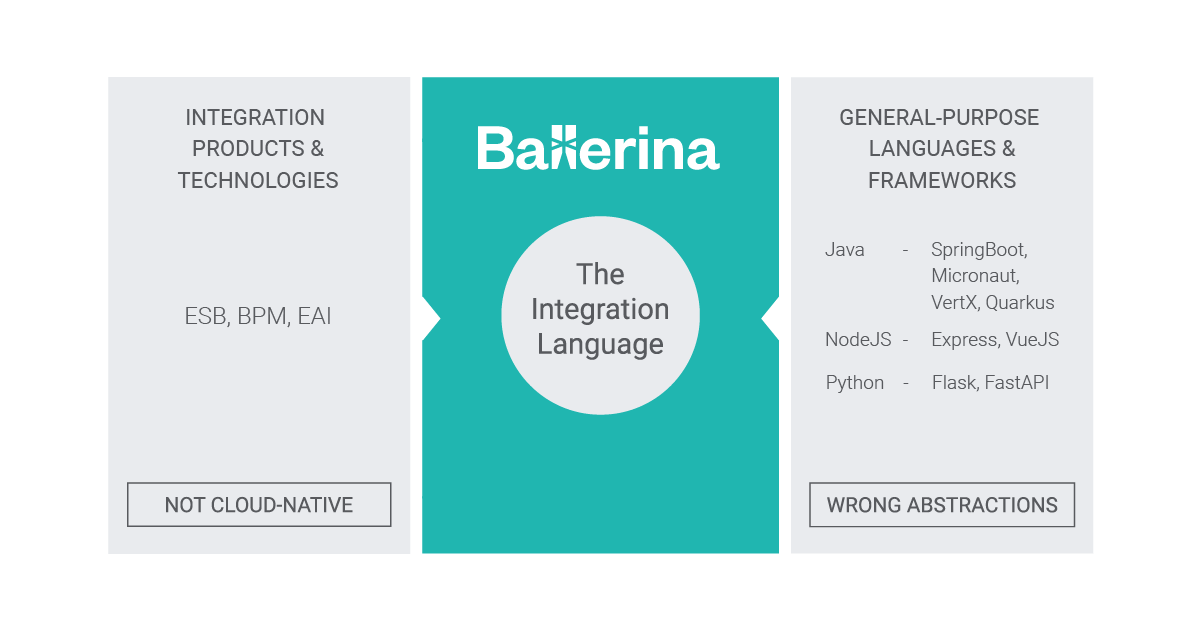 INTEGRATION
PRODUCTS &
TECHNOLOGIES
ESB, BPM, EAI
NOT CLOUD-NATIVE
Ballerina
The
Integration
Language
GENERAL-PURPOSE
LANGUAGES &
FRAMEWORKS
Java - SpringBoot,
Micronaut,
VertX, Quarkus
NodeJS - Express, VueJS
Python - Flask, FastAPI
WRONG ABSTRACTIONS